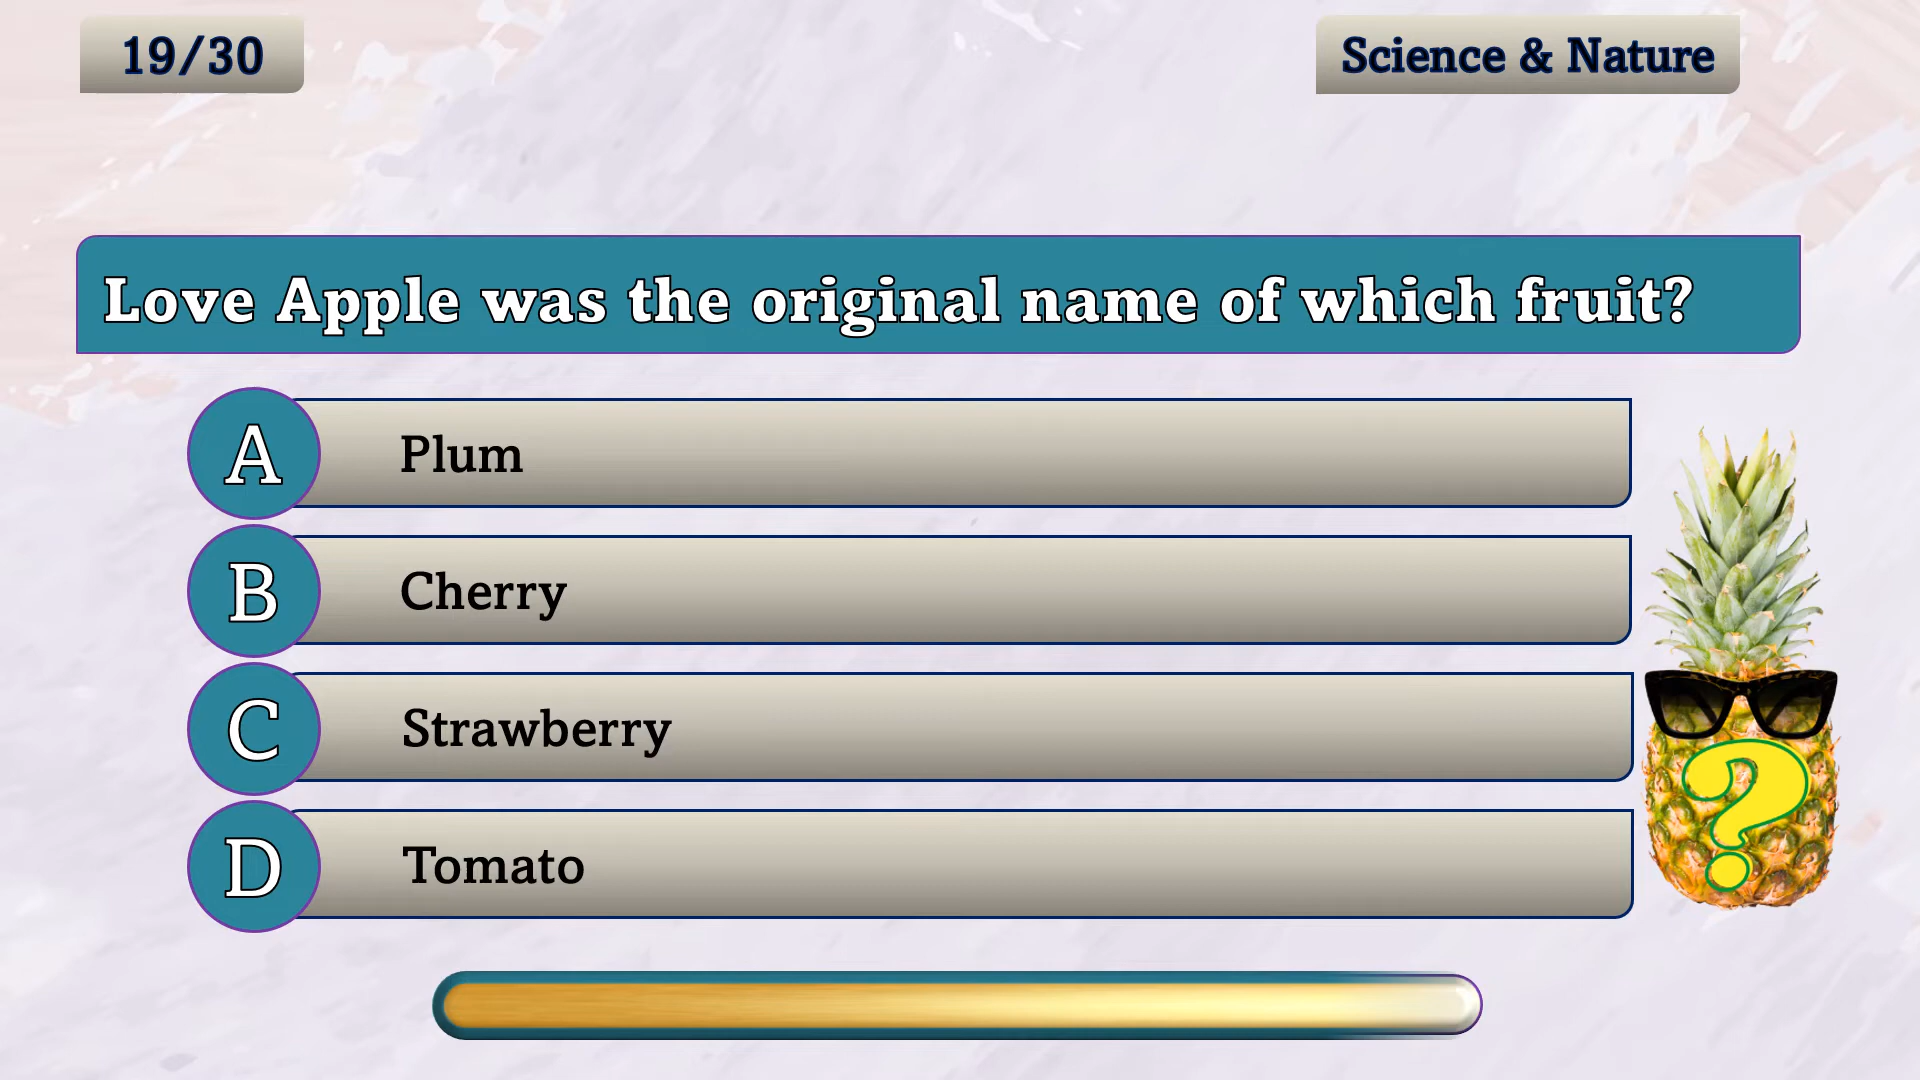 19/30
Science & Nature
Love Apple was the original name of which fruit?
A Plum
B Cherry
C Strawberry
D Tomato
?